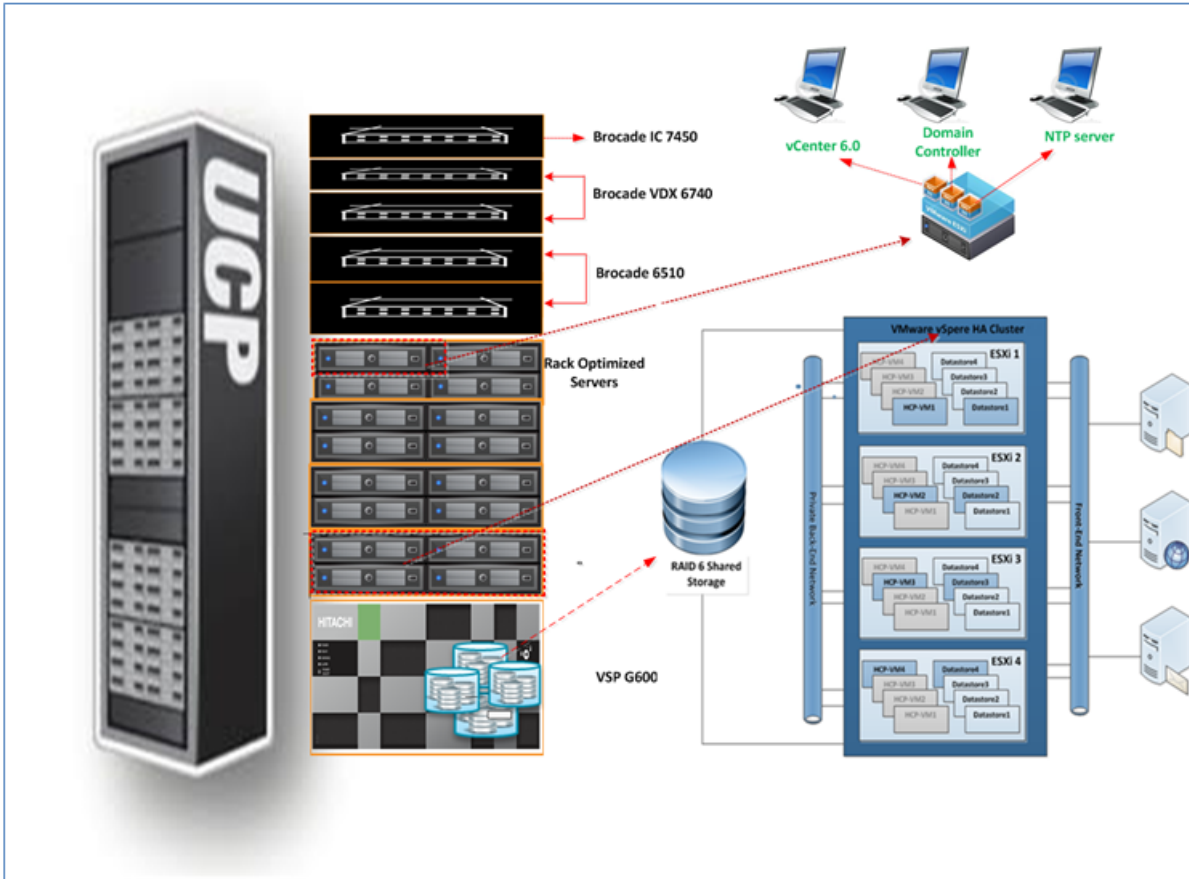 UCP
Brocade IC 7450
Brocade VDX 6740
Brocade 6510
Rack Optimized
Servers
HITACHI
VSP G600
vCenter 6.0
Domain
Controller
NTP server
VMware ESXi
RAID 6 Shared
Storage
VMware vSpere HA Cluster
Private Back-End Network
Front-End Network
ESXi 1
HCP-VM4
HCP-VM3
HCP-VM2
HCP-VM1
Datastore4
Datastore3
Datastore2
Datastore1
ESXi 2
HCP-VM4
HCP-VM3
HCP-VM2
HCP-VM1
Datastore4
Datastore3
Datastore2
Datastore1
ESXi 3
HCP-VM4
HCP-VM3
HCP-VM2
HCP-VM1
Datastore4
Datastore3
Datastore2
Datastore1
ESXi 4
HCP-VM4
HCP-VM3
HCP-VM2
HCP-VM1
Datastore4
Datastore3
Datastore2
Datastore1